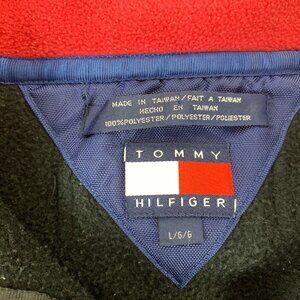 MADE IN TAIWAN/FAIT A TAIWAN
HECHO EN TAIWAN
100%POLYESTER/POLYESTER/POLIESTER
TOMMY
HILFIGER
L/G/G